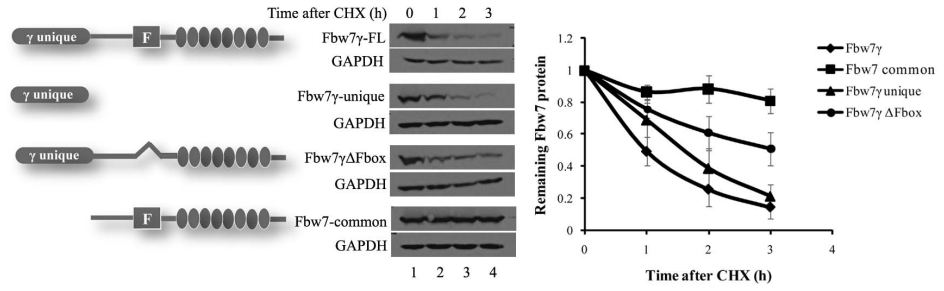 Time after CHX (h) 0 1 2 3
γ unique F Fbw7γ-FL
GAPDH
γ unique Fbw7γ-unique
GAPDH
γ unique Fbw7γΔFbox
GAPDH
F Fbw7-common
GAPDH
1 2 3 4
Remaining Fbw7 protein
1.2
1
0.8
0.6
0.4
0.2
0
0 1 2 3 4
Time after CHX (h)
Fbw7γ
Fbw7 common
Fbw7γ unique
Fbw7γ ΔFbox